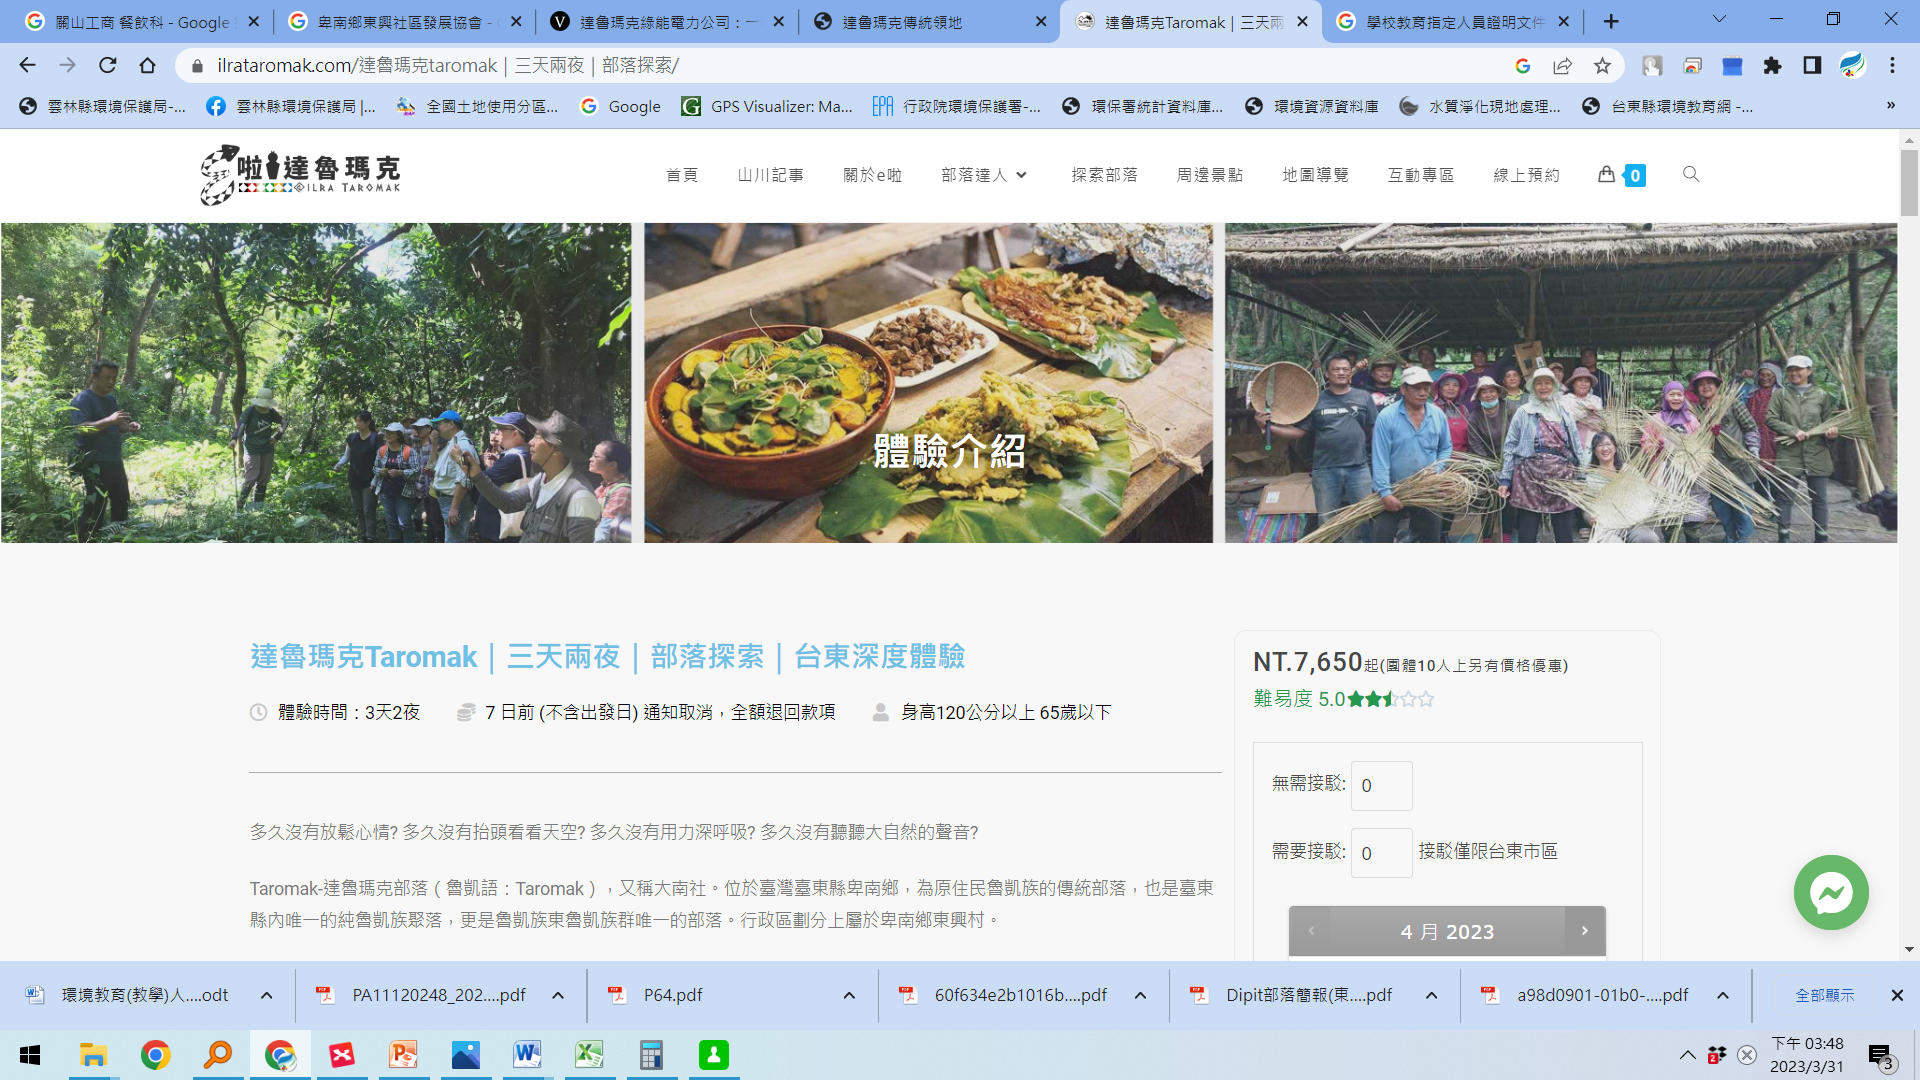 關山工商 餐飲科 - Google
卑南鄉東興社區發展協會 -
達魯瑪克綠能電力公司：一
達魯瑪克傳統領地
達魯瑪克Taromak｜三天兩
學校教育指定人員證明文件
ilrataromak.com/達魯瑪克taromak｜三天兩夜｜部落探索/
雲林縣環境保護局-...
雲林縣環境保護局 |...
全國土地使用分區...
Google
GPS Visualizer: Ma...
EPA 行政院環境保護署-...
環保署統計資料庫...
環境資源資料庫
水質淨化現地處理...
台東縣環境教育網 -...
»
啦達魯瑪克
@ILRA TAROMAK
首頁
山川記事
關於e啦
部落達人
探索部落
周邊景點
地圖導覽
互動專區
線上預約
0
體驗介紹
達魯瑪克Taromak｜三天兩夜｜部落探索｜台東深度體驗
體驗時間：3天2夜
7 日前 (不含出發日) 通知取消，全額退回款項
身高120公分以上 65歲以下
多久沒有放鬆心情? 多久沒有抬頭看看天空? 多久沒有用力深呼吸? 多久沒有聽聽大自然的聲音?
Taromak-達魯瑪克部落（魯凱語：Taromak），又稱大南社。位於臺灣臺東縣卑南鄉，為原住民魯凱族的傳統部落，也是臺東
縣內唯一的純魯凱族聚落，更是魯凱族東魯凱族群唯一的部落。行政區劃分上屬於卑南鄉東興村。
NT.7,650起(團體10人上另有價格優惠)
難易度 5.0
無需接駁: 0
需要接駁: 0 接駁僅限台東市區
4 月 2023
環境教育(教學)人....odt
PA11120248_202....pdf
P64.pdf
60f634e2b1016b....pdf
Dipit部落簡報(東....pdf
a98d0901-01b0-....pdf
全部顯示
下午 03:48
2023/3/31
2
3